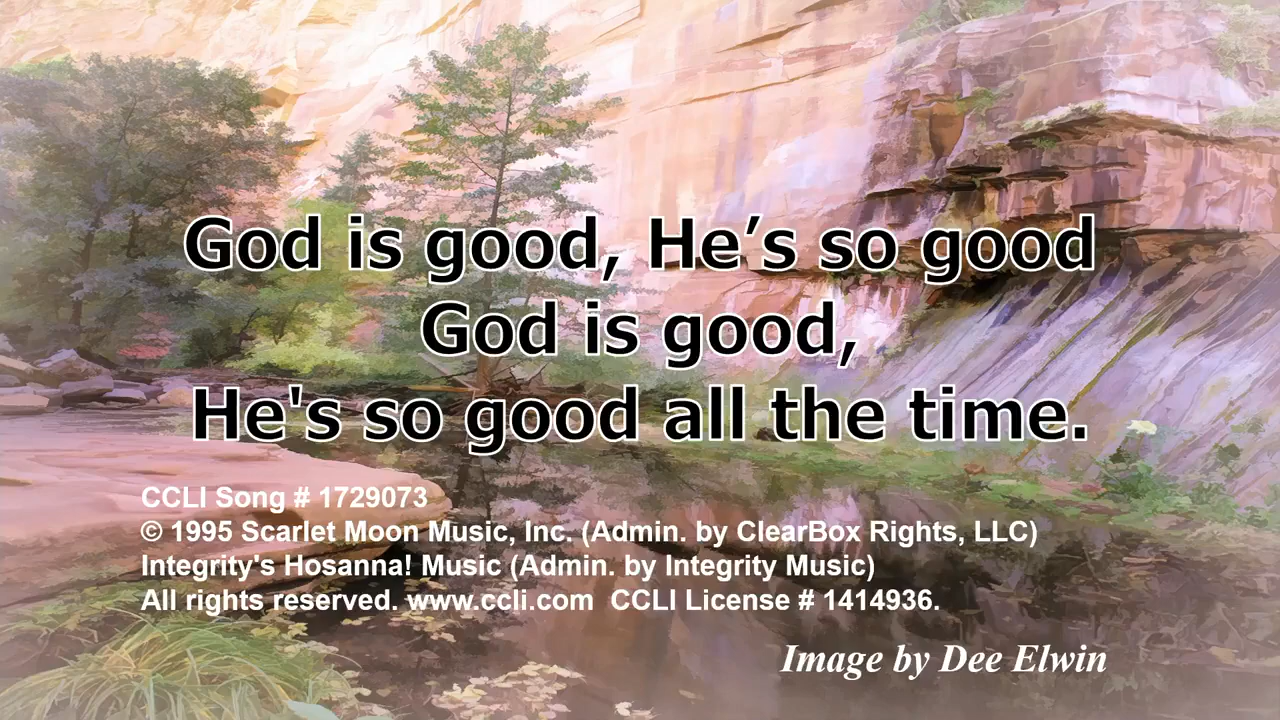 God is good, He’s so good
God is good,
He's so good all the time.
CCLI Song # 1729073
© 1995 Scarlet Moon Music, Inc. (Admin. by ClearBox Rights, LLC)
Integrity's Hosanna! Music (Admin. by Integrity Music)
All rights reserved. www.ccli.com  CCLI License # 1414936.
Image by Dee Elwin